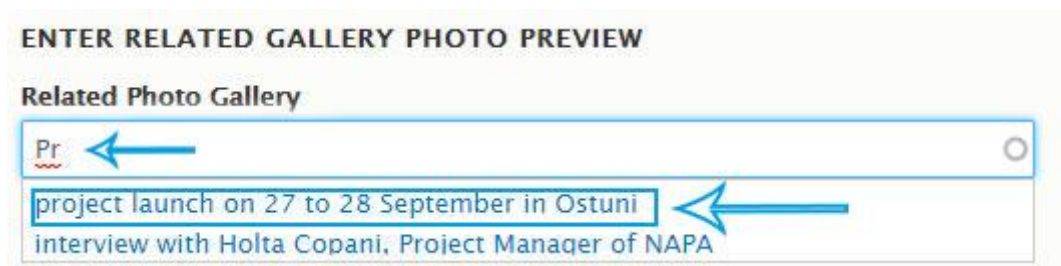 ENTER RELATED GALLERY PHOTO PREVIEW
Related Photo Gallery
Pr
project launch on 27 to 28 September in Ostuni
interview with Holta Copani, Project Manager of NAPA